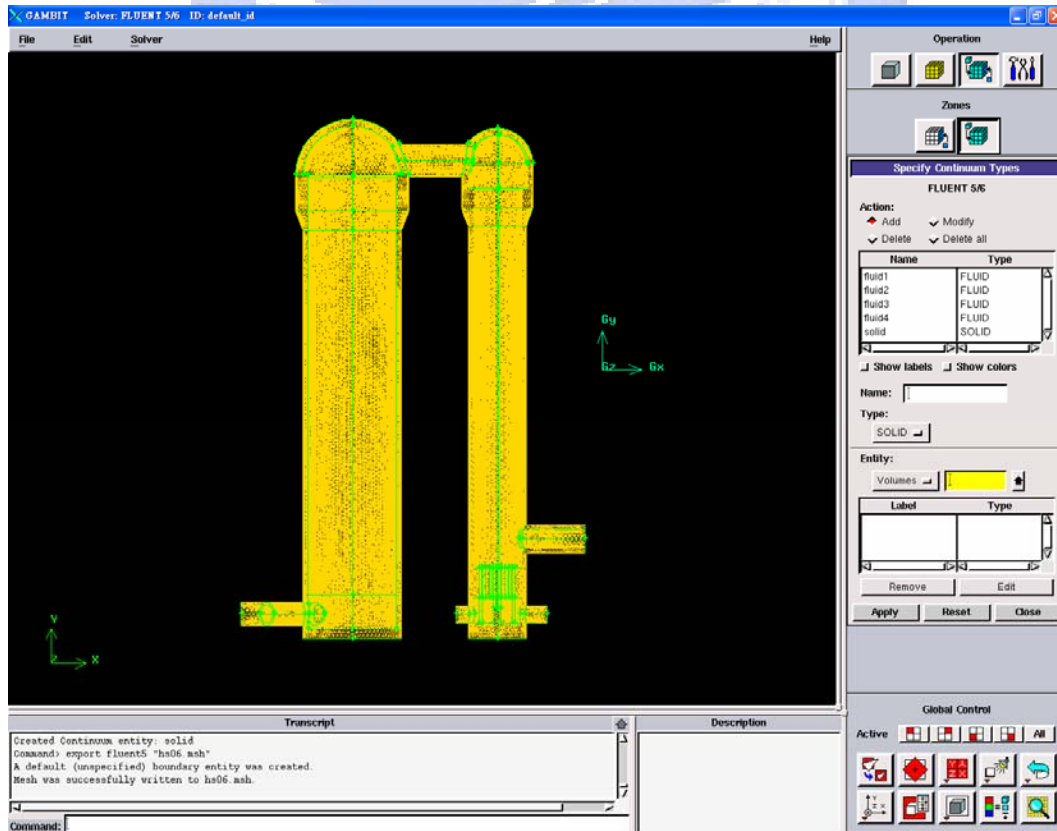 GAMBIT Solver: FLUENT 5/6 ID: default_id
File Edit Solver Help
Operation
Zones
Specify Continuum Types
FLUENT 5/6
Action:
Add Modify
Delete Delete all
Name Type
fluid1 FLUID
fluid2 FLUID
fluid3 FLUID
fluid4 FLUID
solid SOLID
Show labels Show colors
Name:
Type:
SOLID
Entity:
Volumes
Label Type
Remove Edit
Apply Reset Close
Gy
Gz Gx
Y
Z X
Transcript
Created Continuum entity: solid
Command> export fluent5 "hs06.msh"
A default (unspecified) boundary entity was created.
Mesh was successfully written to hs06.msh.
Command:
Description
Global Control
Active All